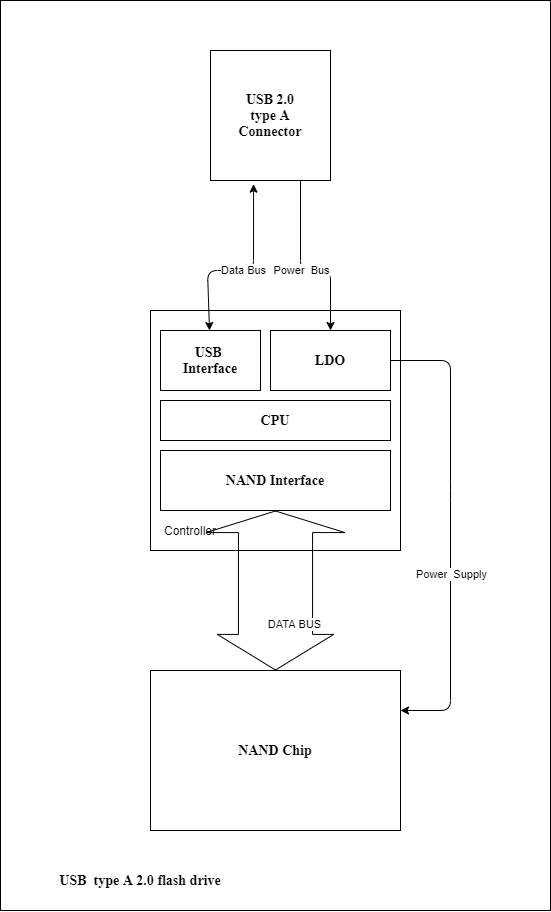 USB 2.0
type A
Connector
Data Bus
Power Bus
USB
Interface
LDO
CPU
NAND Interface
Controller
Power Supply
DATA BUS
NAND Chip
USB type A 2.0 flash drive